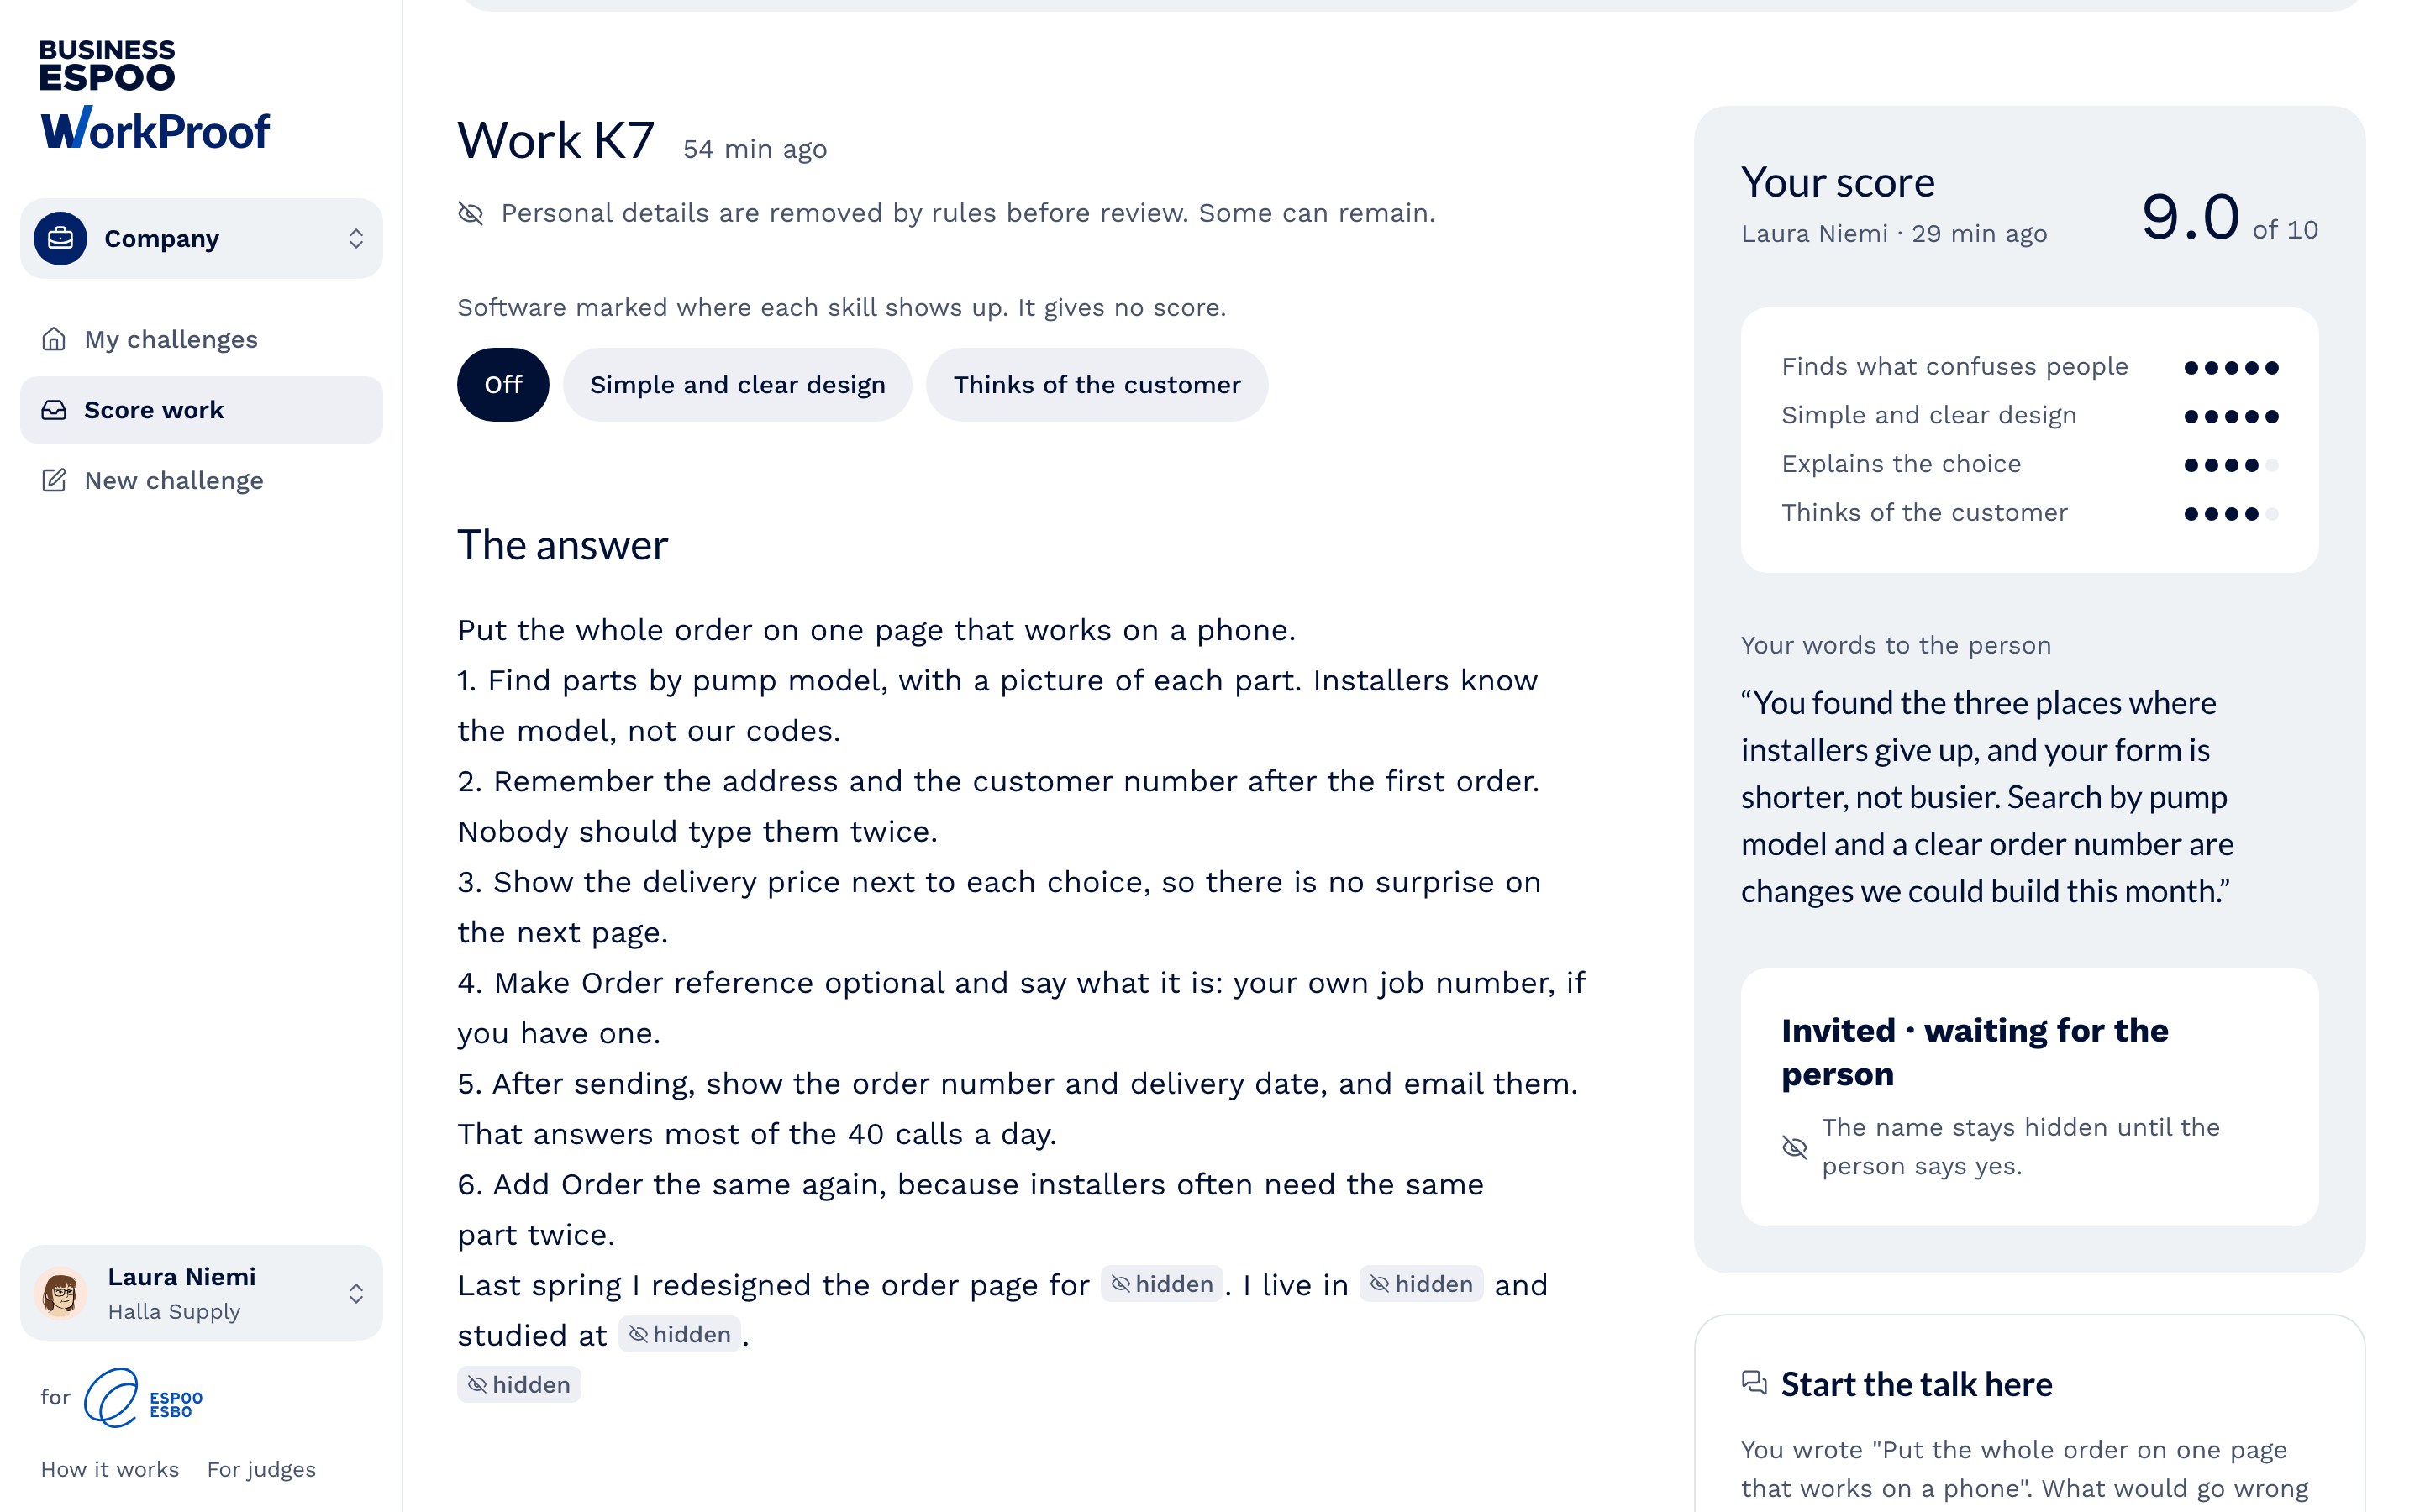 BUSINESS
ESPOO
WorkProof
Company
My challenges
Score work
New challenge
Laura Niemi
Halla Supply
for
ESPOO
ESBO
How it works
For judges
Work K7
54 min ago
Personal details are removed by rules before review. Some can remain.
Software marked where each skill shows up. It gives no score.
Off
Simple and clear design
Thinks of the customer
The answer
Put the whole order on one page that works on a phone.
1. Find parts by pump model, with a picture of each part. Installers know
the model, not our codes.
2. Remember the address and the customer number after the first order.
Nobody should type them twice.
3. Show the delivery price next to each choice, so there is no surprise on
the next page.
4. Make Order reference optional and say what it is: your own job number, if
you have one.
5. After sending, show the order number and delivery date, and email them.
That answers most of the 40 calls a day.
6. Add Order the same again, because installers often need the same
part twice.
Last spring I redesigned the order page for hidden. I live in hidden and
studied at hidden.
hidden
Your score
Laura Niemi · 29 min ago
9.0 of 10
Finds what confuses people
Simple and clear design
Explains the choice
Thinks of the customer
Your words to the person
“You found the three places where
installers give up, and your form is
shorter, not busier. Search by pump
model and a clear order number are
changes we could build this month.”
Invited · waiting for the
person
The name stays hidden until the
person says yes.
Start the talk here
You wrote "Put the whole order on one page
that works on a phone". What would go wrong